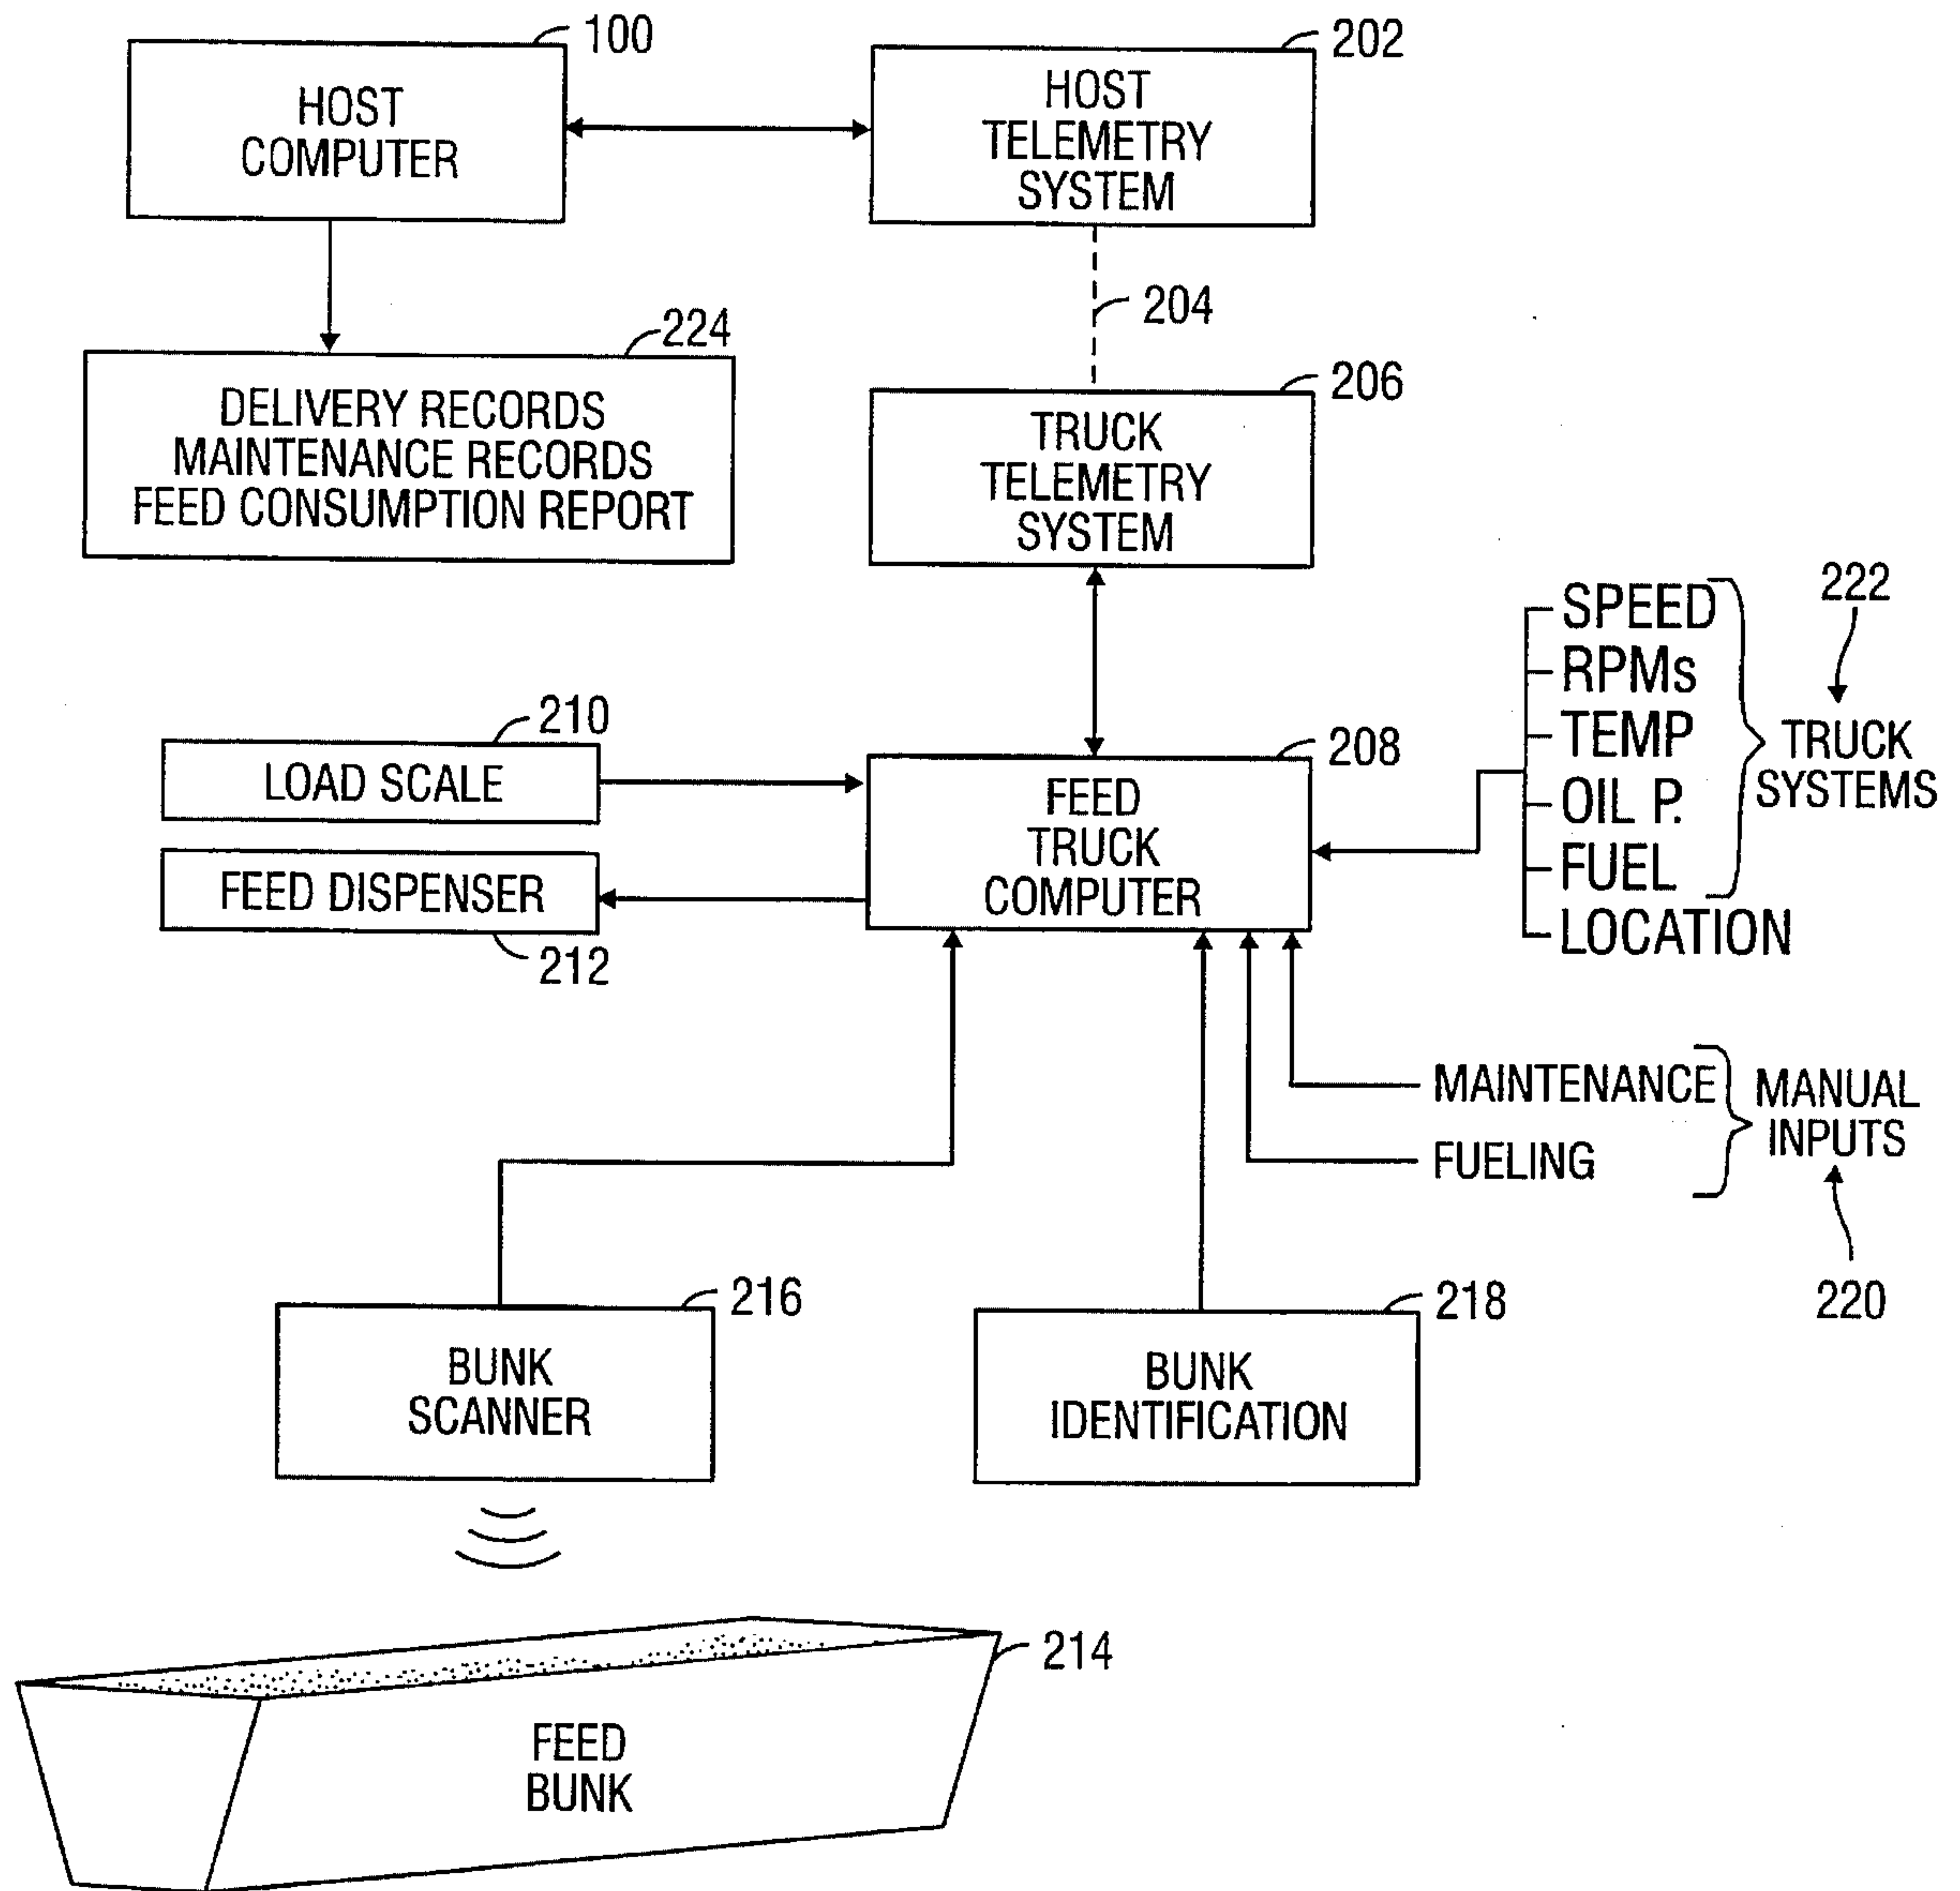 100
HOST
COMPUTER
202
HOST
TELEMETRY
SYSTEM
204
224
DELIVERY RECORDS
MAINTENANCE RECORDS
FEED CONSUMPTION REPORT
206
TRUCK
TELEMETRY
SYSTEM
210
LOAD SCALE
FEED DISPENSER
212
208
FEED
TRUCK
COMPUTER
SPEED
RPMs
TEMP
OIL P.
FUEL
LOCATION
222
TRUCK
SYSTEMS
MAINTENANCE
FUELING
MANUAL
INPUTS
220
216
BUNK
SCANNER
218
BUNK
IDENTIFICATION
214
FEED
BUNK